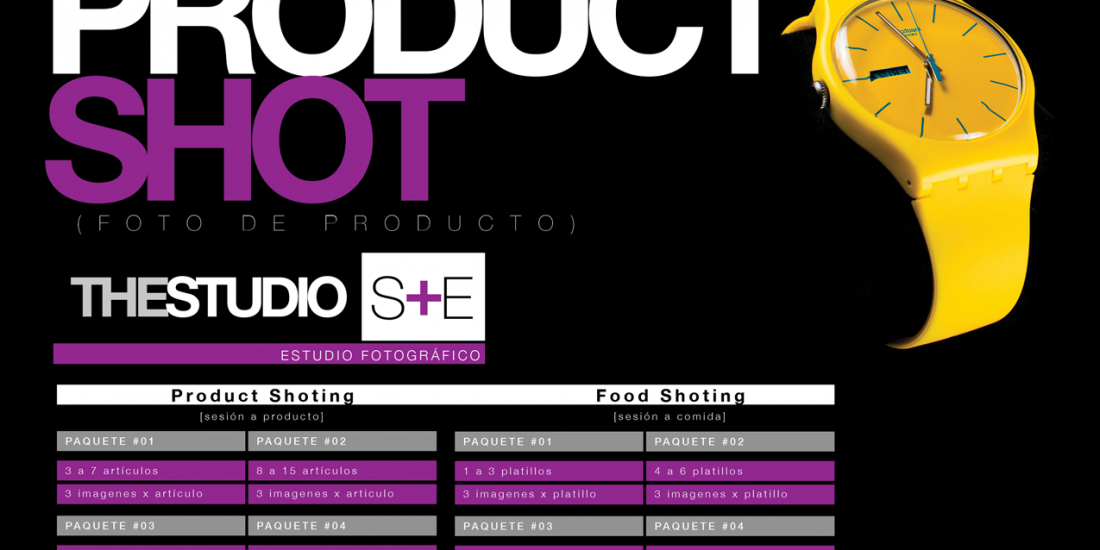 PRODUCT
SHOT
(FOTO DE PRODUCTO)
THESTUDIO S+E
ESTUDIO FOTOGRÁFICO
Product Shoting Food Shoting
[sesión a producto] [sesión a comida]
PAQUETE #01 PAQUETE #02 PAQUETE #01 PAQUETE #02
3 a 7 artículos 8 a 15 artículos 1 a 3 platillos 4 a 6 platillos
3 imagenes x artículo 3 imagenes x articulo 3 imagenes x platillo 3 imagenes x platillo
PAQUETE #03 PAQUETE #04 PAQUETE #03 PAQUETE #04